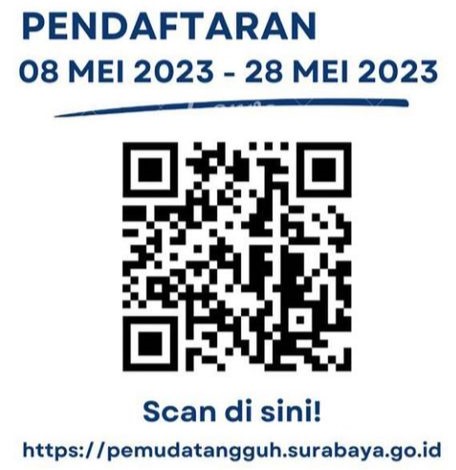 PENDAFTARAN
08 MEI 2023 - 28 MEI 2023
Scan di sini!
https://pemudatangguh.surabaya.go.id